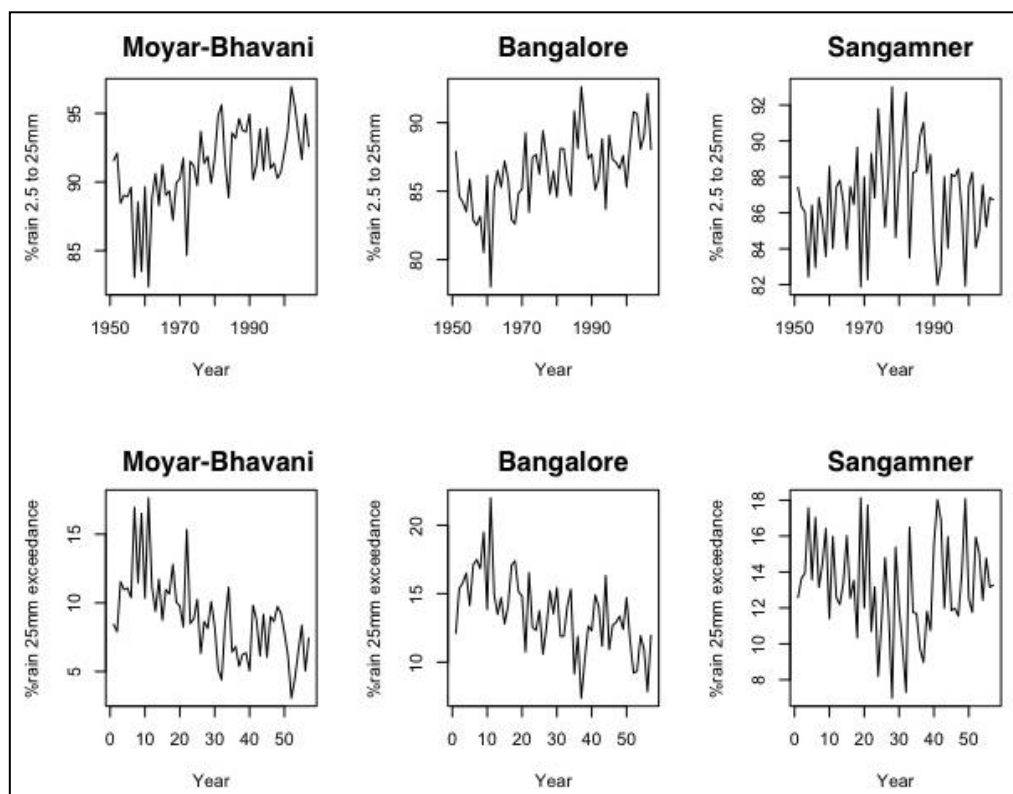 Moyar-Bhavani
%rain 2.5 to 25mm
95
90
85
1950 1970 1990
Year
Bangalore
%rain 2.5 to 25mm
90
85
80
1950 1970 1990
Year
Sangamner
%rain 2.5 to 25mm
92
90
88
86
84
82
1950 1970 1990
Year
Moyar-Bhavani
%rain 25mm exceedance
15
10
5
0 10 20 30 40 50
Year
Bangalore
%rain 25mm exceedance
20
15
10
0 10 20 30 40 50
Year
Sangamner
%rain 25mm exceedance
18
16
14
12
10
8
0 10 20 30 40 50
Year